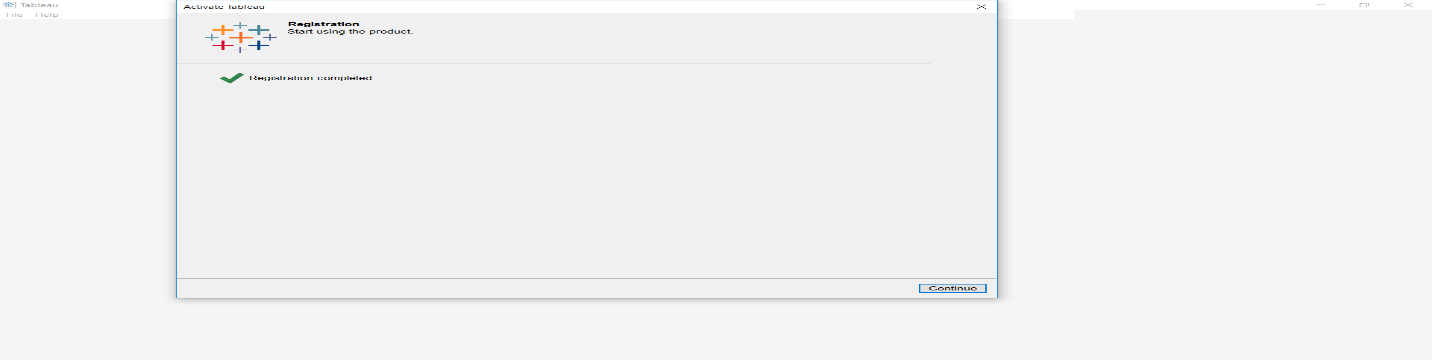 Tableau
File Help
Activate Tableau
Registration
Start using the product.
Registration completed
Continue